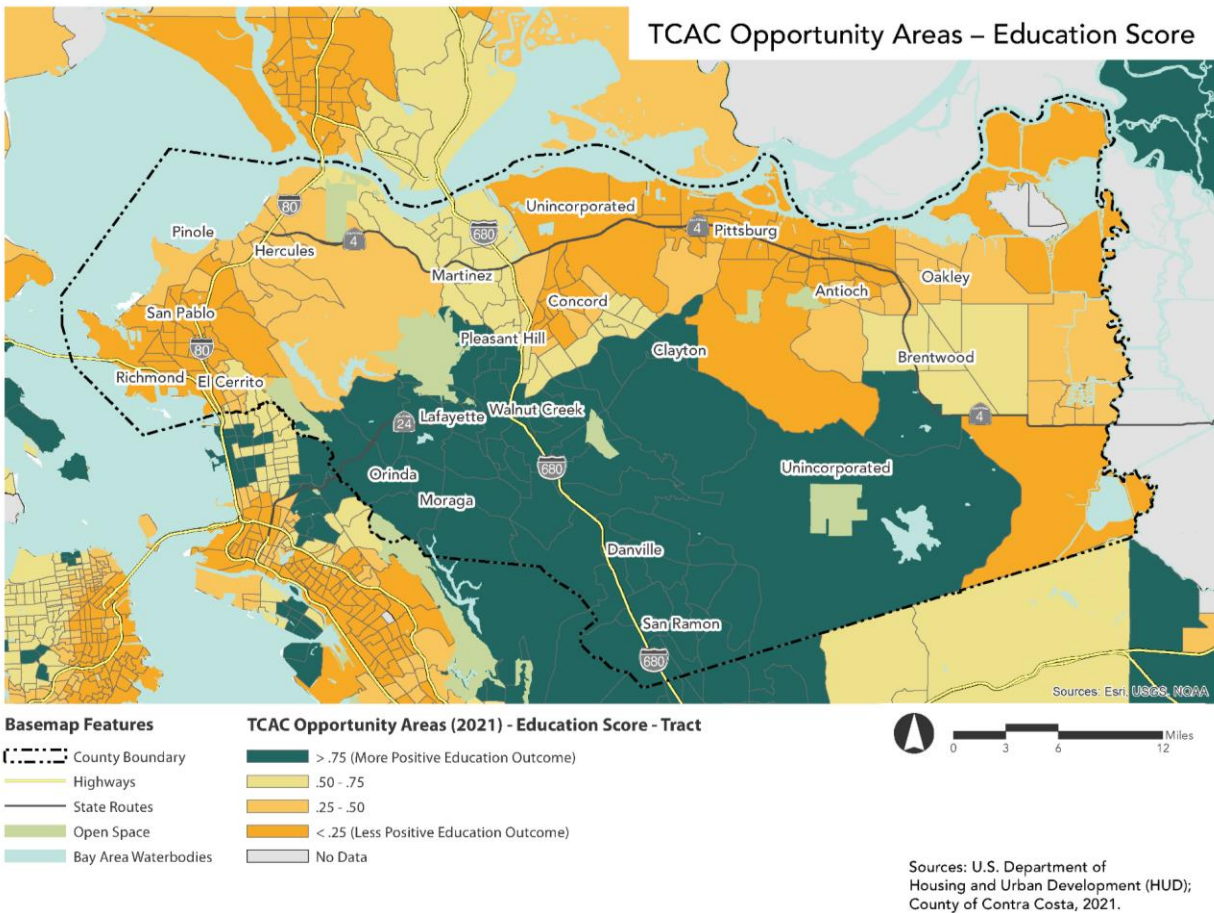 TCAC Opportunity Areas – Education Score
80
Unincorporated
Pinole
4
680
4
Pittsburg
Hercules
Martinez
Oakley
Antioch
Concord
San Pablo
Pleasant Hill
80
Clayton
Brentwood
Richmond
El Cerrito
Walnut Creek
Lafayette
24
4
680
Unincorporated
Orinda
Moraga
Danville
San Ramon
680
Sources: Esri, USGS, NOAA
Basemap Features
County Boundary
Highways
State Routes
Open Space
Bay Area Waterbodies
TCAC Opportunity Areas (2021) - Education Score - Tract
> .75 (More Positive Education Outcome)
.50 - .75
.25 - .50
< .25 (Less Positive Education Outcome)
No Data
0 3 6 12 Miles
Sources: U.S. Department of
Housing and Urban Development (HUD);
County of Contra Costa, 2021.